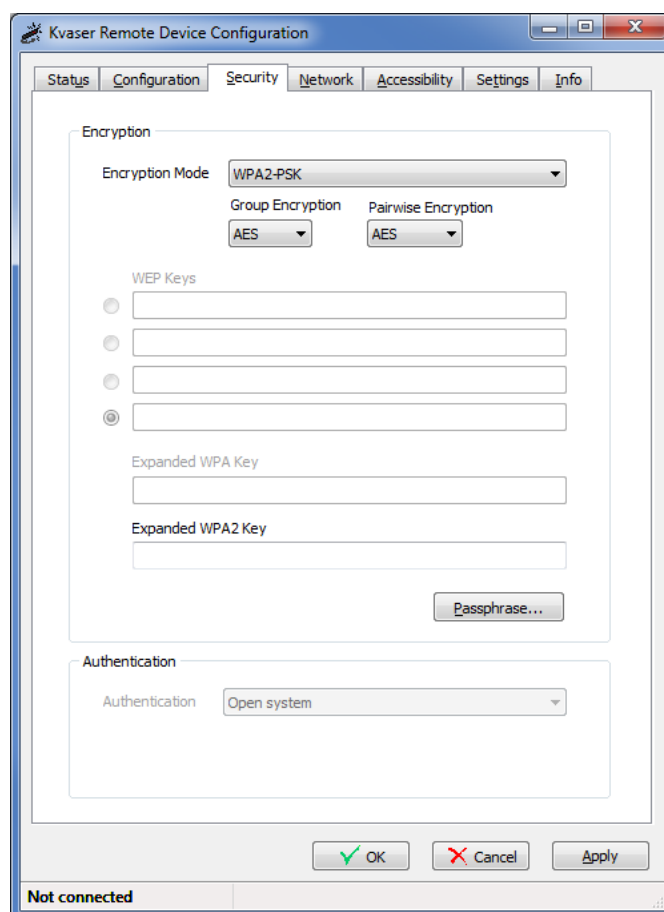 Kvaser Remote Device Configuration
Status Configuration Security Network Accessibility Settings Info
Encryption
Encryption Mode WPA2-PSK
Group Encryption Pairwise Encryption
AES AES
WEP Keys
Expanded WPA Key
Expanded WPA2 Key
Passphrase...
Authentication
Authentication Open system
OK Cancel Apply
Not connected